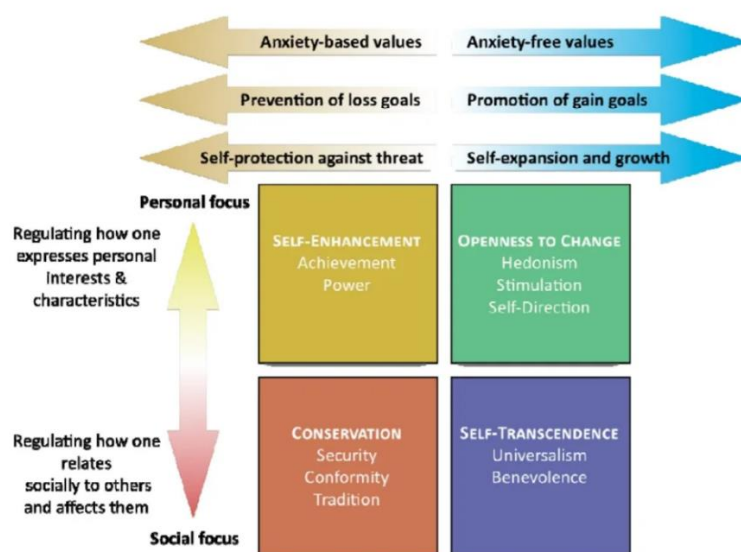 Anxiety-based values
Anxiety-free values
Prevention of loss goals
Promotion of gain goals
Self-protection against threat
Self-expansion and growth
Personal focus
Regulating how one
expresses personal
Interests &
characteristics
SELF-ENHANCEMENT
Achievement
Power
OPENNESS TO CHANGE
Hedonism
Stimulation
Self-Direction
Regulating how one
relates
socially to others
and affects them
Social focus
CONSERVATION
Security
Conformity
Tradition
SELF-TRANSCENDENCE
Universalism
Benevolence